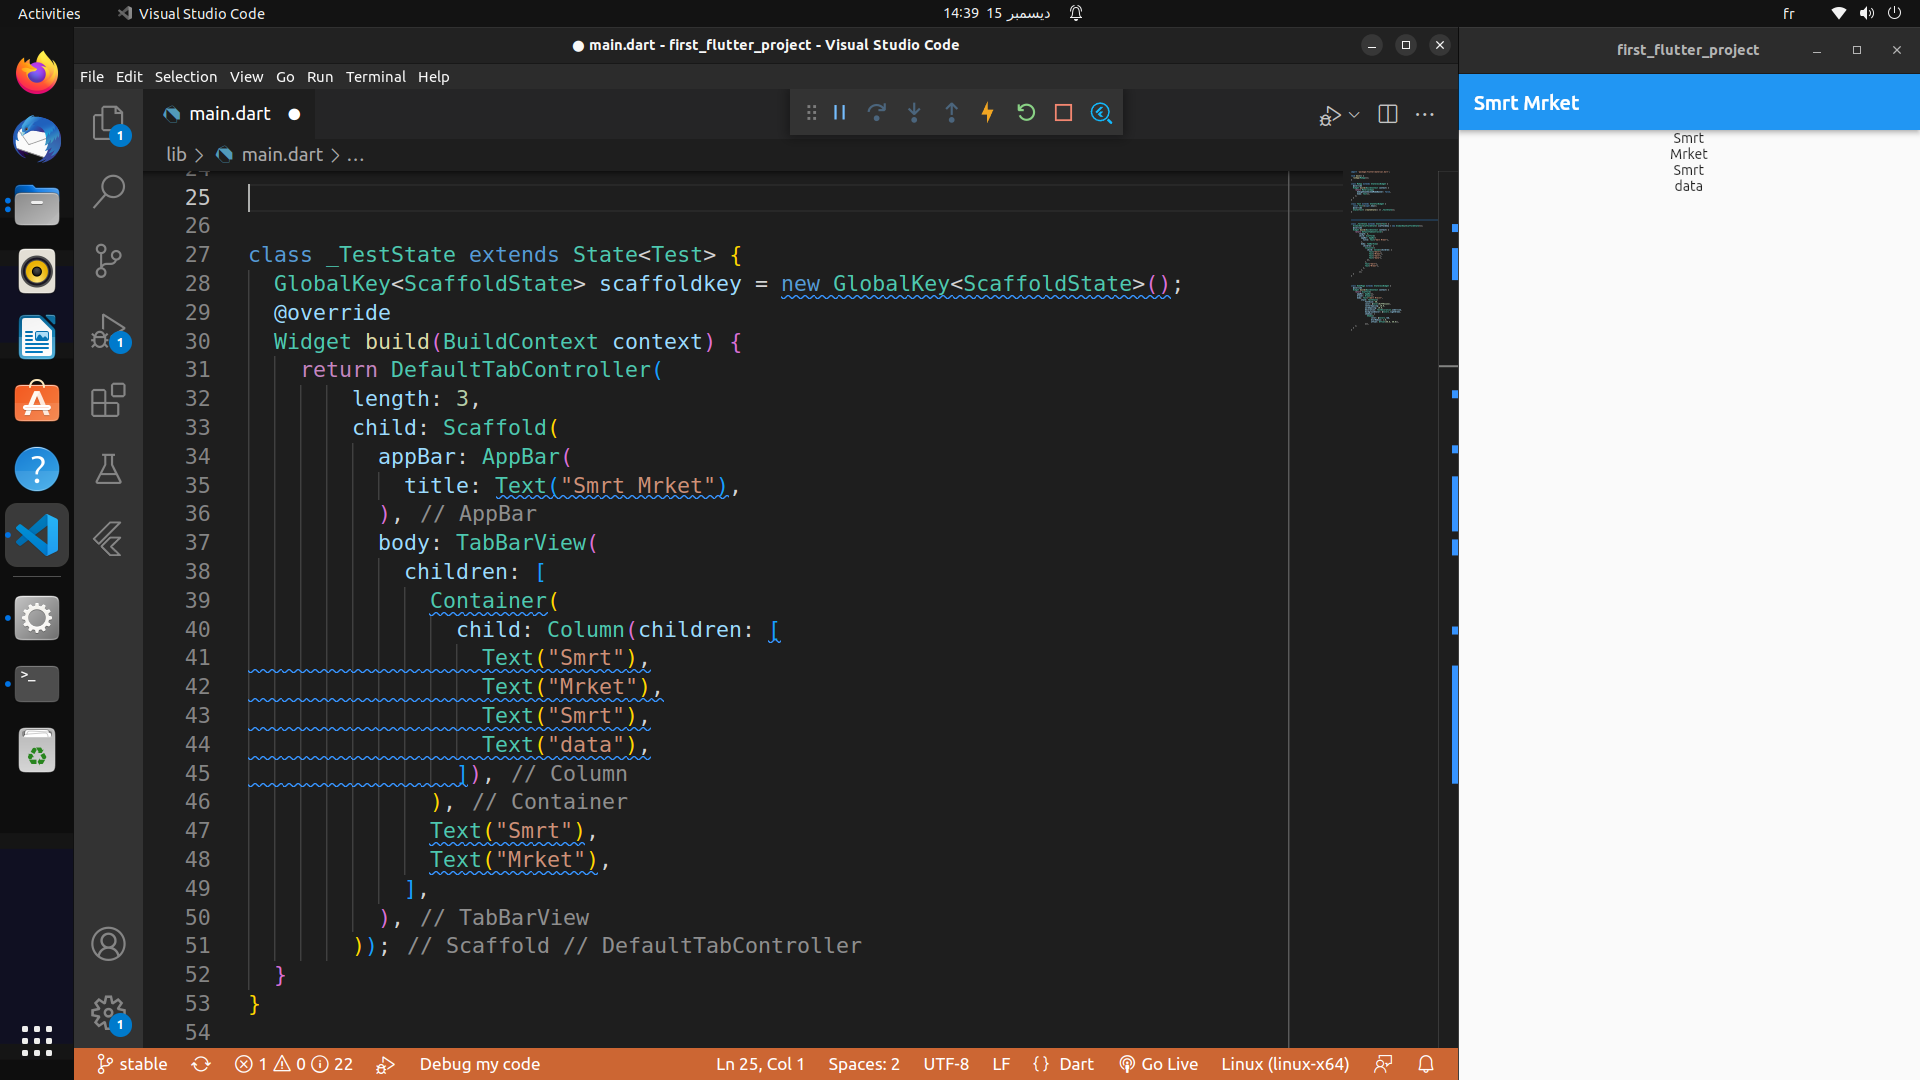 Activities
Visual Studio Code
14:39 15 ديسمبر
fr
● main.dart - first_flutter_project - Visual Studio Code
File Edit Selection View Go Run Terminal Help
main.dart
lib > main.dart > ...
24
25
26
27 class _TestState extends State<Test> {
28 GlobalKey<ScaffoldState> scaffoldkey = new GlobalKey<ScaffoldState>();
29 @override
30 Widget build(BuildContext context) {
31 return DefaultTabController(
32 length: 3,
33 child: Scaffold(
34 appBar: AppBar(
35 title: Text("Smrt Mrket"),
36 ), // AppBar
37 body: TabBarView(
38 children: [
39 Container(
40 child: Column(children: [
41 Text("Smrt"),
42 Text("Mrket"),
43 Text("Smrt"),
44 Text("data"),
45 ]), // Column
46 ), // Container
47 Text("Smrt"),
48 Text("Mrket"),
49 ],
50 ), // TabBarView
51 )); // Scaffold // DefaultTabController
52 }
53 }
54
1
1
1
stable
1 0 22
Debug my code
Ln 25, Col 1
Spaces: 2
UTF-8
LF
{} Dart
Go Live
Linux (linux-x64)
first_flutter_project
Smrt Mrket
Smrt
Mrket
Smrt
data